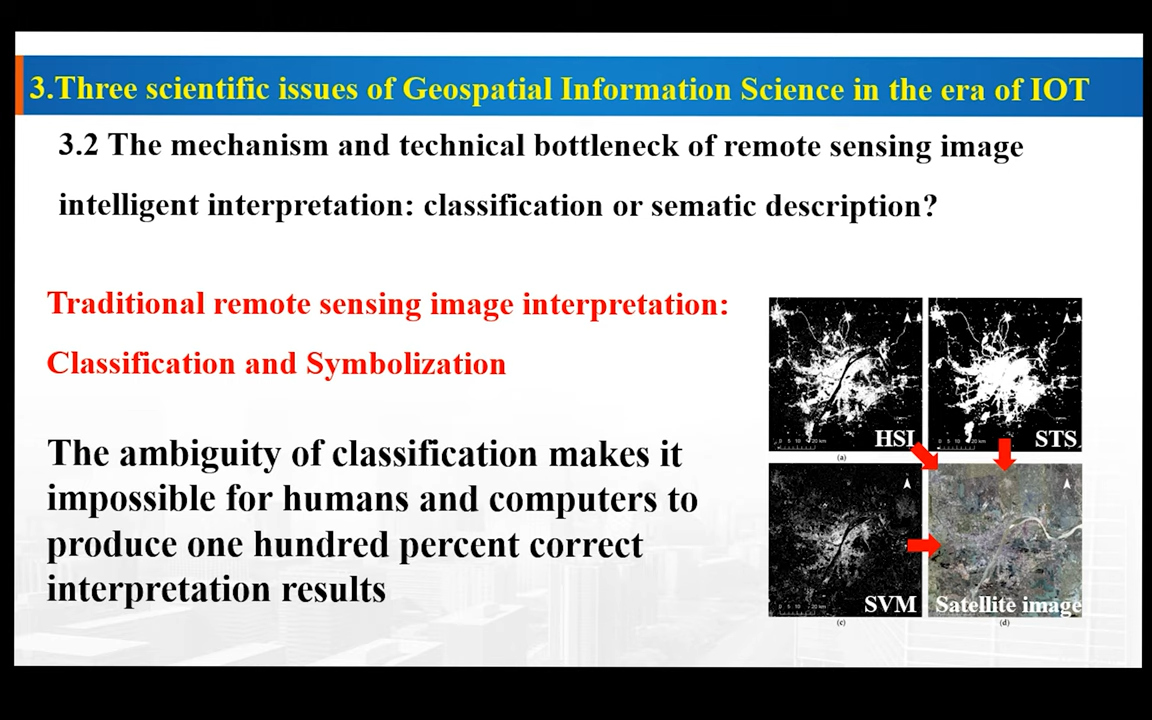 3.Three scientific issues of Geospatial Information Science in the era of IOT
3.2 The mechanism and technical bottleneck of remote sensing image
intelligent interpretation: classification or sematic description?
Traditional remote sensing image interpretation:
Classification and Symbolization
The ambiguity of classification makes it
impossible for humans and computers to
produce one hundred percent correct
interpretation results
HSI
STS
(a)
SVM
Satellite image
(c)
(d)